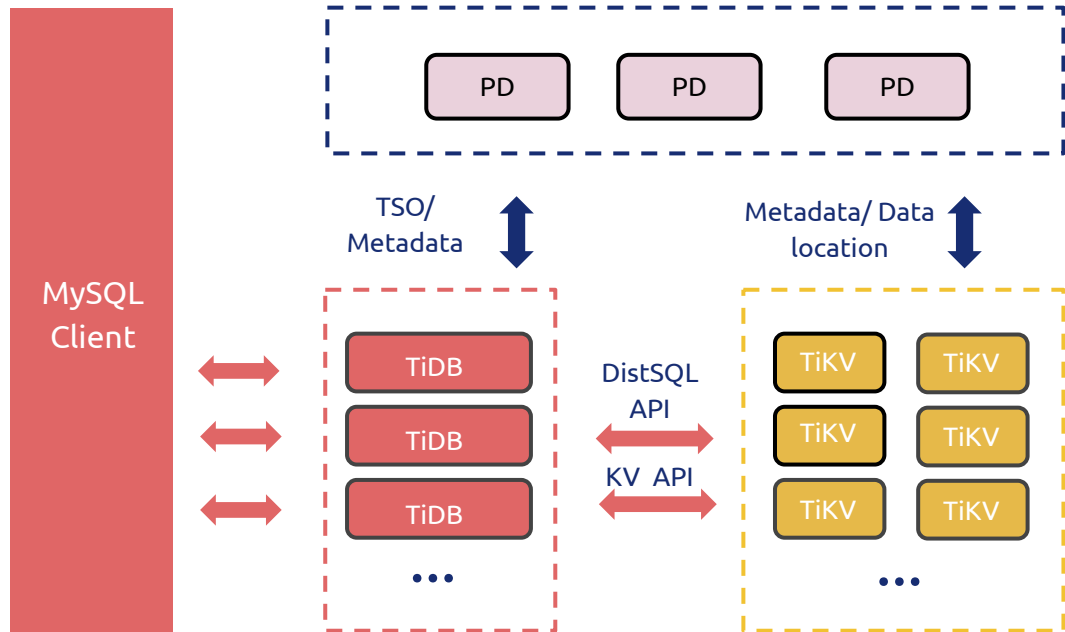 PD
PD
PD
TSO/
Metadata
Metadata/ Data
location
MySQL
Client
TiDB
TiDB
TiDB
•••
DistSQL
API
KV API
TiKV
TiKV
TiKV
TiKV
TiKV
TiKV
•••